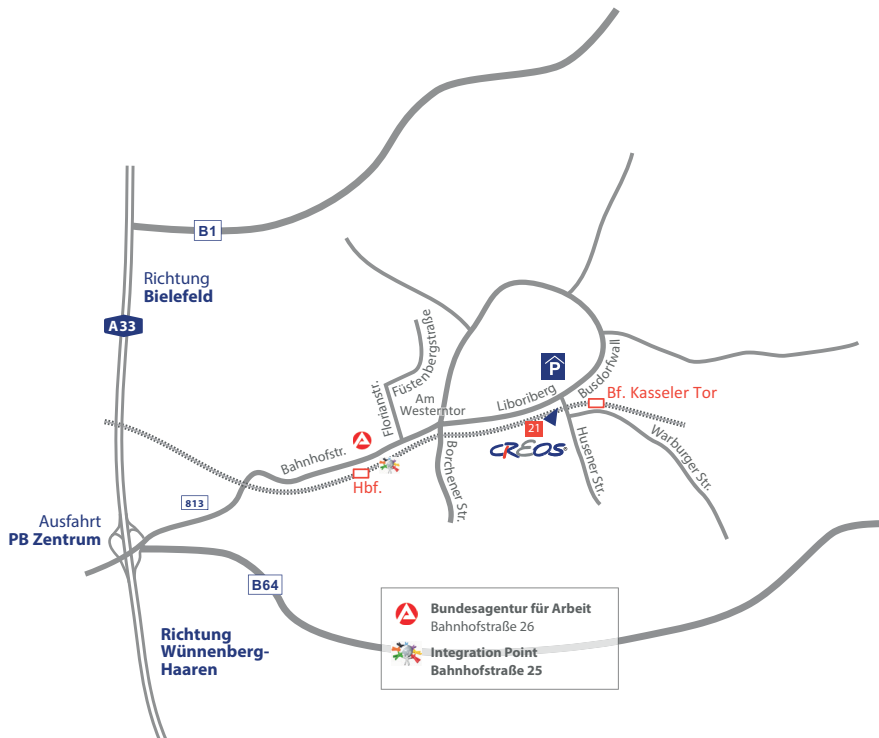 B1
Richtung
Bielefeld
A33
Füstenbergstraße
Florianstr.
Am
Westerntor
Liboriberg
P
Busdorfwall
Bf. Kasseler Tor
21
CREOS®
Husener Str.
Warburger Str.
Borchener Str.
Bahnhofstr.
Hbf.
813
Ausfahrt
PB Zentrum
B64
Richtung
Wünnenberg-
Haaren
A
Bundesagentur für Arbeit
Bahnhofstraße 26
Integration Point
Bahnhofstraße 25